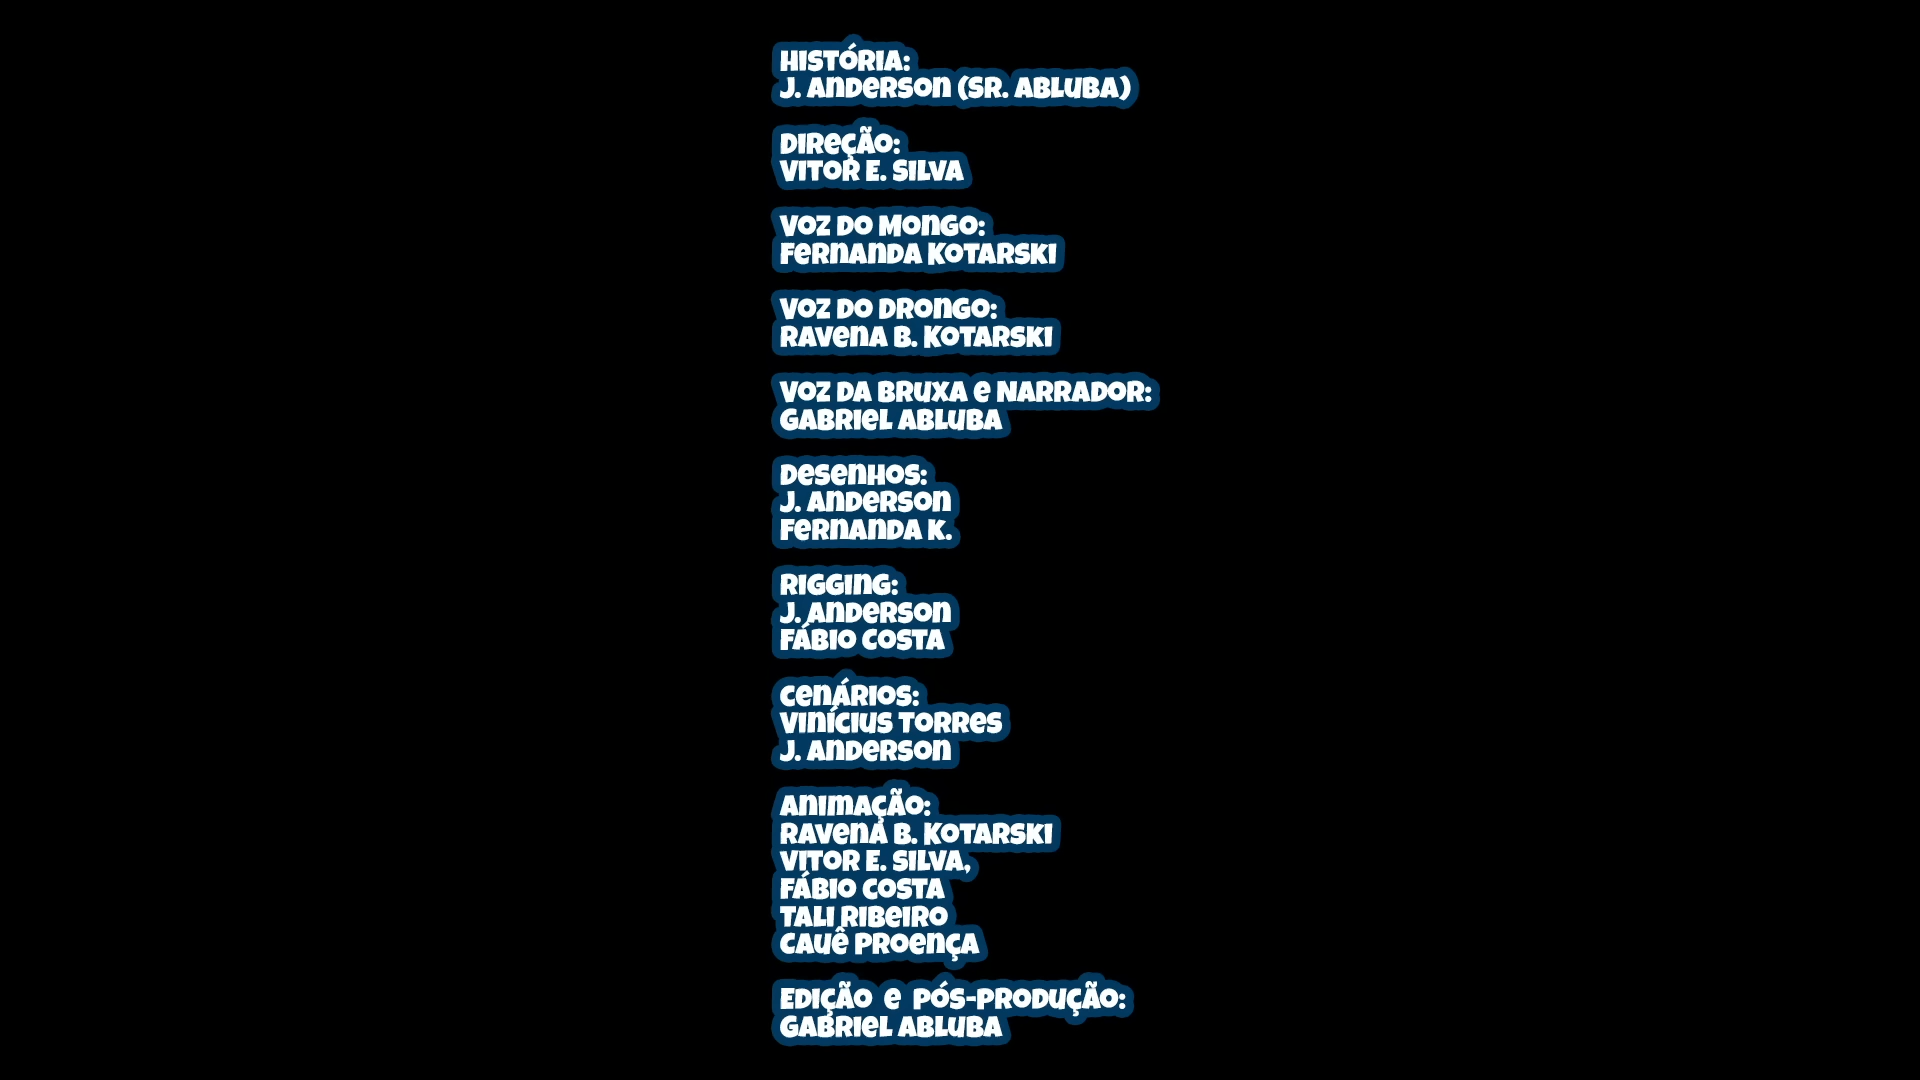 História:
J. Anderson (Sr. Abluba)
Direção:
Vitor E. Silva
Voz do Mongo:
Fernanda Kotarski
Voz do Drongo:
Ravena B. Kotarski
Voz da Bruxa e Narrador:
Gabriel Abluba
Desenhos:
J. Anderson
Fernanda K.
Rigging:
J. Anderson
Fábio Costa
Cenários:
Vinícius Torres
J. Anderson
Animação:
Ravena B. Kotarski
Vitor E. Silva,
Fábio Costa
Tali Ribeiro
Cauê Proença
Edição e Pós-Produção:
Gabriel Abluba